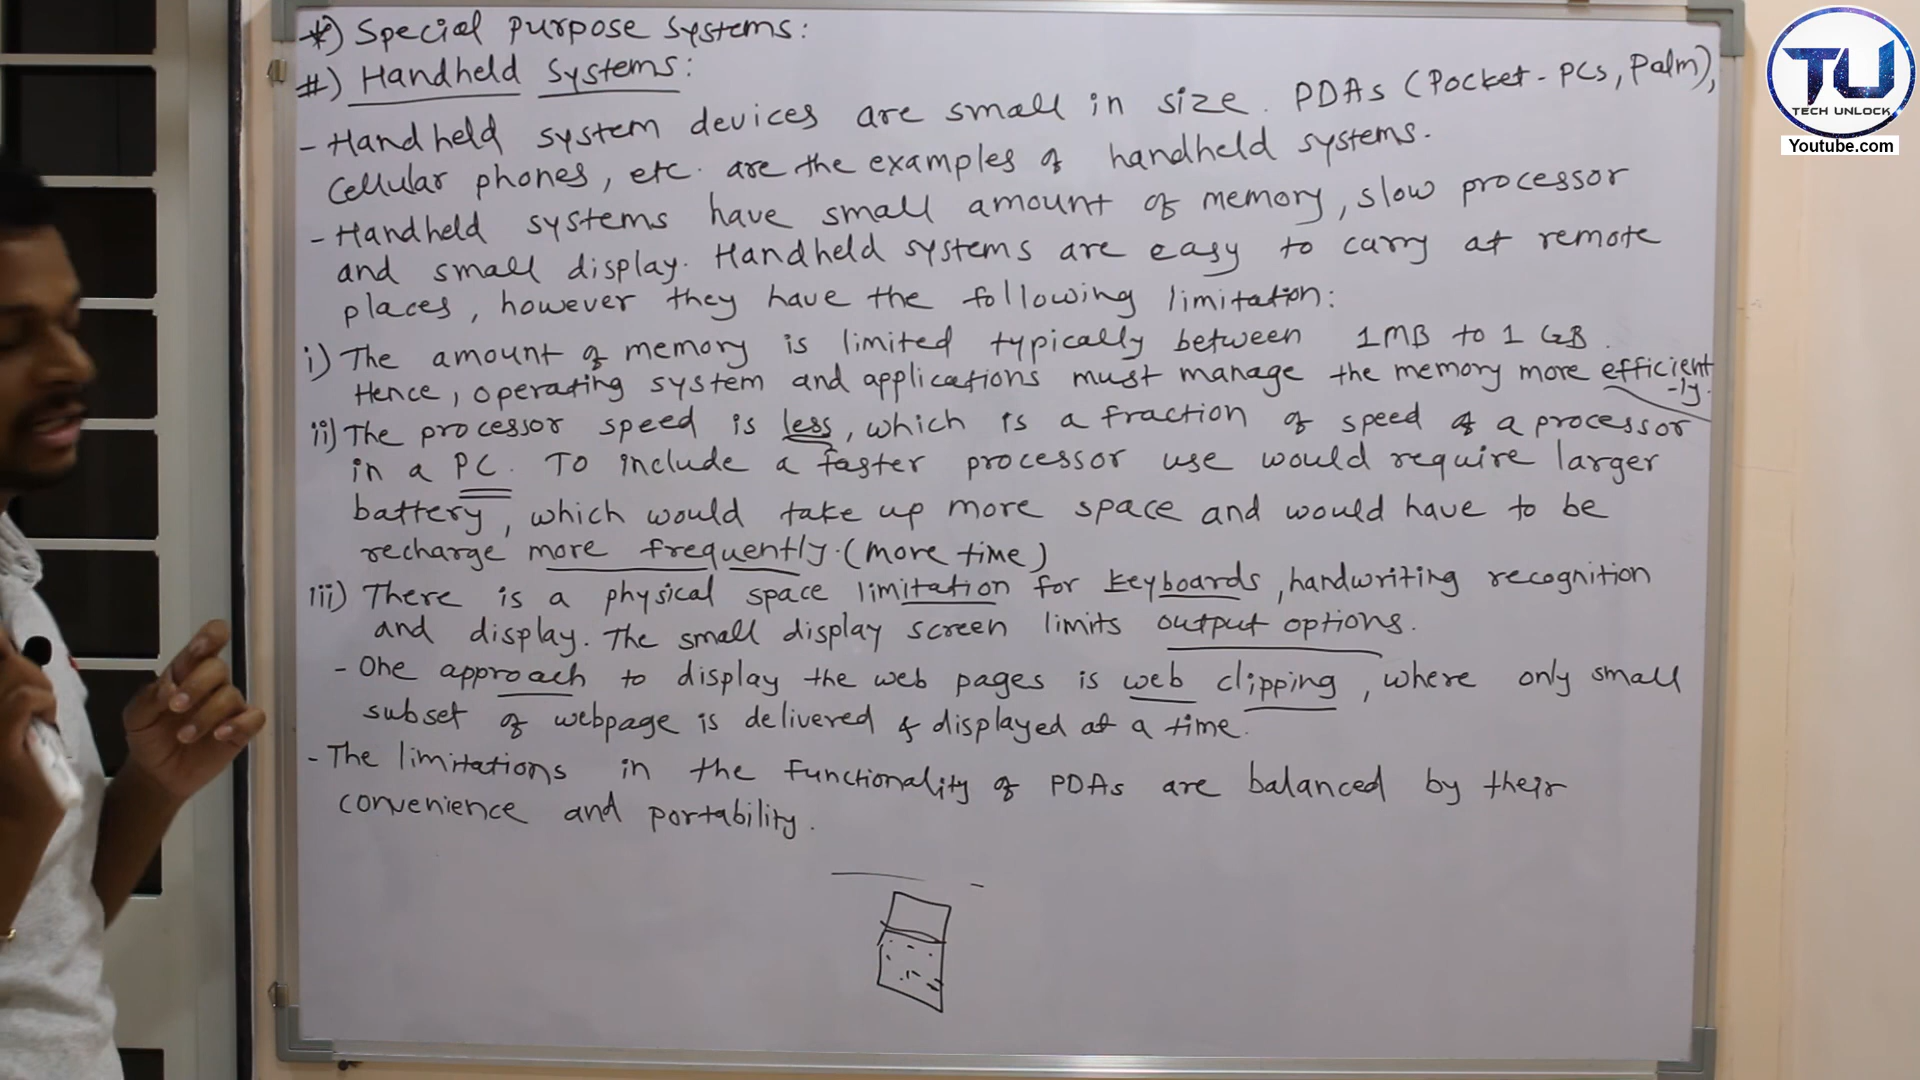 *) Special purpose systems:
#) Handheld Systems:
- Handheld system devices are small in size. PDAs (Pocket-PCs, Palm),
Cellular phones, etc. are the examples of handheld systems.
- Handheld systems have small amount of memory, slow processor
and small display. Handheld systems are easy to carry at remote
places, however they have the following limitation:
i) The amount of memory is limited typically between 1MB to 1 GB.
Hence, operating system and applications must manage the memory more efficient
-ly.
ii) The processor speed is less, which is a fraction of speed of a processor
in a PC. To include a faster processor use would require larger
battery, which would take up more space and would have to be
recharge more frequently. (more time)
iii) There is a physical space limitation for keyboards, handwriting recognition
and display. The small display screen limits output options.
- One approach to display the web pages is web clipping, where only small
subset of webpage is delivered & displayed at a time.
- The limitations in the functionality of PDAs are balanced by their
convenience and portability.
TU
TECH UNLOCK
Youtube.com